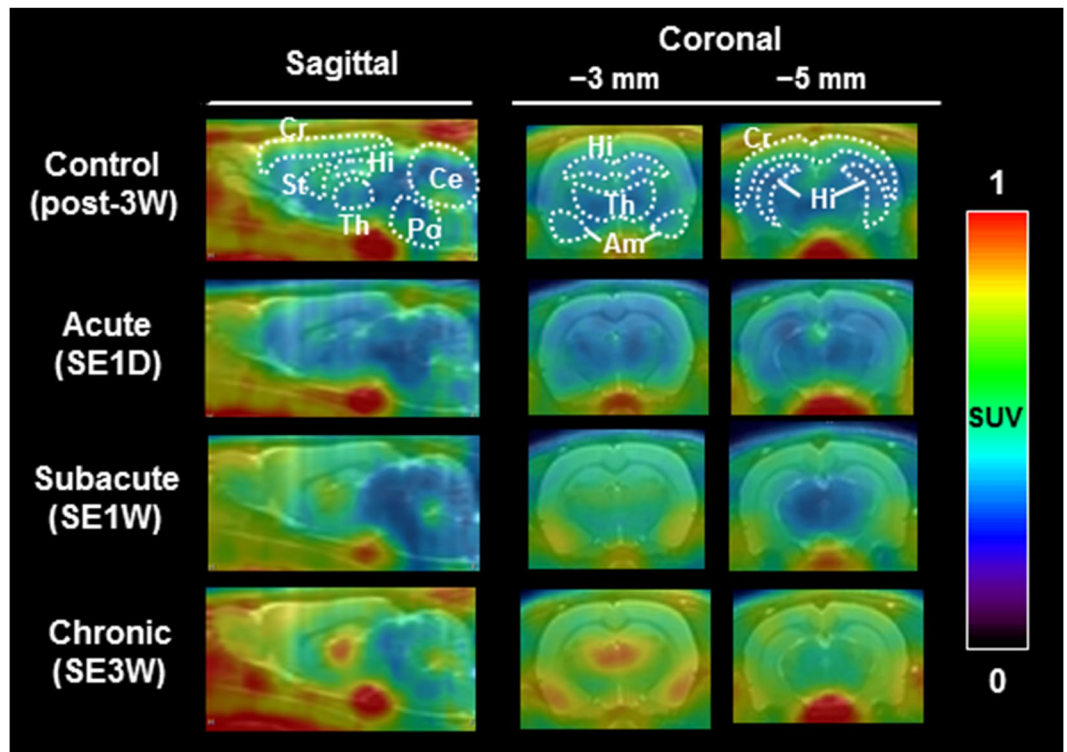 Coronal
Sagittal
−3 mm
−5 mm
Control
(post-3W)
Cr
Hi
St
Ce
Th
Po
Hi
Th
Am
Cr
Hi
1
Acute
(SE1D)
SUV
Subacute
(SE1W)
Chronic
(SE3W)
0